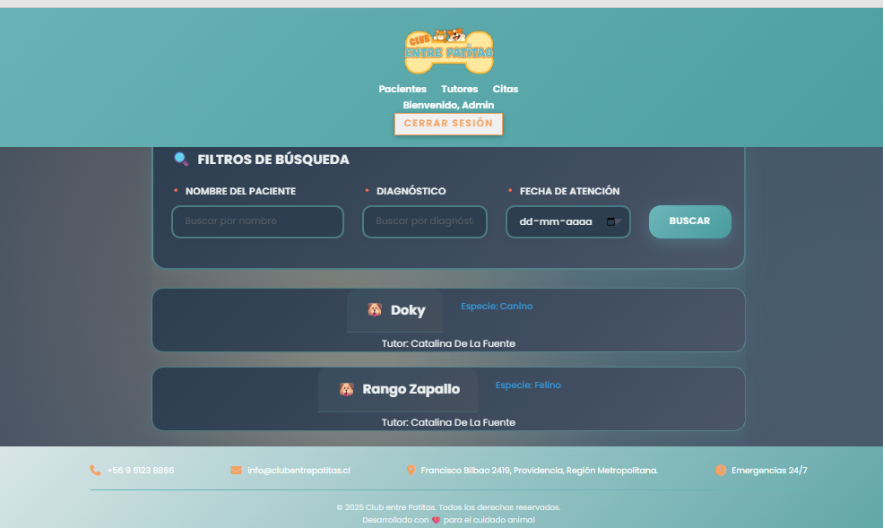 CLUB
ENTRE PATITAS
Pacientes Tutores Citas
Bienvenido, Admin
CERRAR SESIÓN
FILTROS DE BÚSQUEDA
* NOMBRE DEL PACIENTE * DIAGNÓSTICO * FECHA DE ATENCIÓN
Buscar por nombre Buscar por diagnóst dd-mm-aaaa BUSCAR
Doky Especie: Canino
Tutor: Catalina De La Fuente
Rango Zapallo Especie: Felino
Tutor: Catalina De La Fuente
+56 9 6123 8866 info@clubentrepatitas.cl Francisco Bilbao 2419, Providencia, Región Metropolitana. Emergencias 24/7
© 2025 Club entre Patitas. Todos los derechos reservados.
Desarrollado con ❤ para el cuidado animal